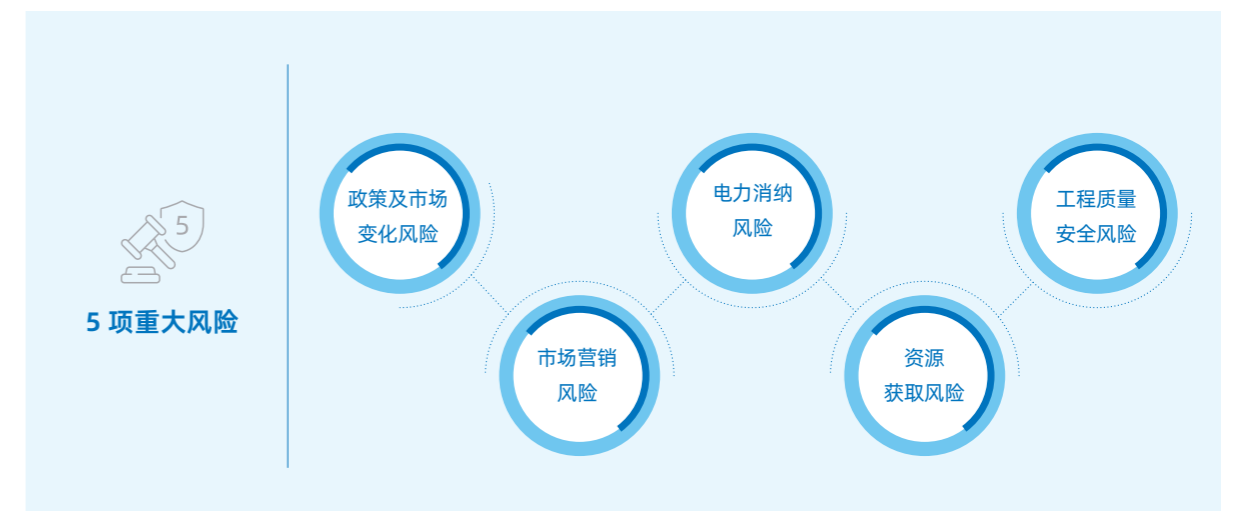 5
5 项重大风险
政策及市场
变化风险
市场营销
风险
电力消纳
风险
资源
获取风险
工程质量
安全风险